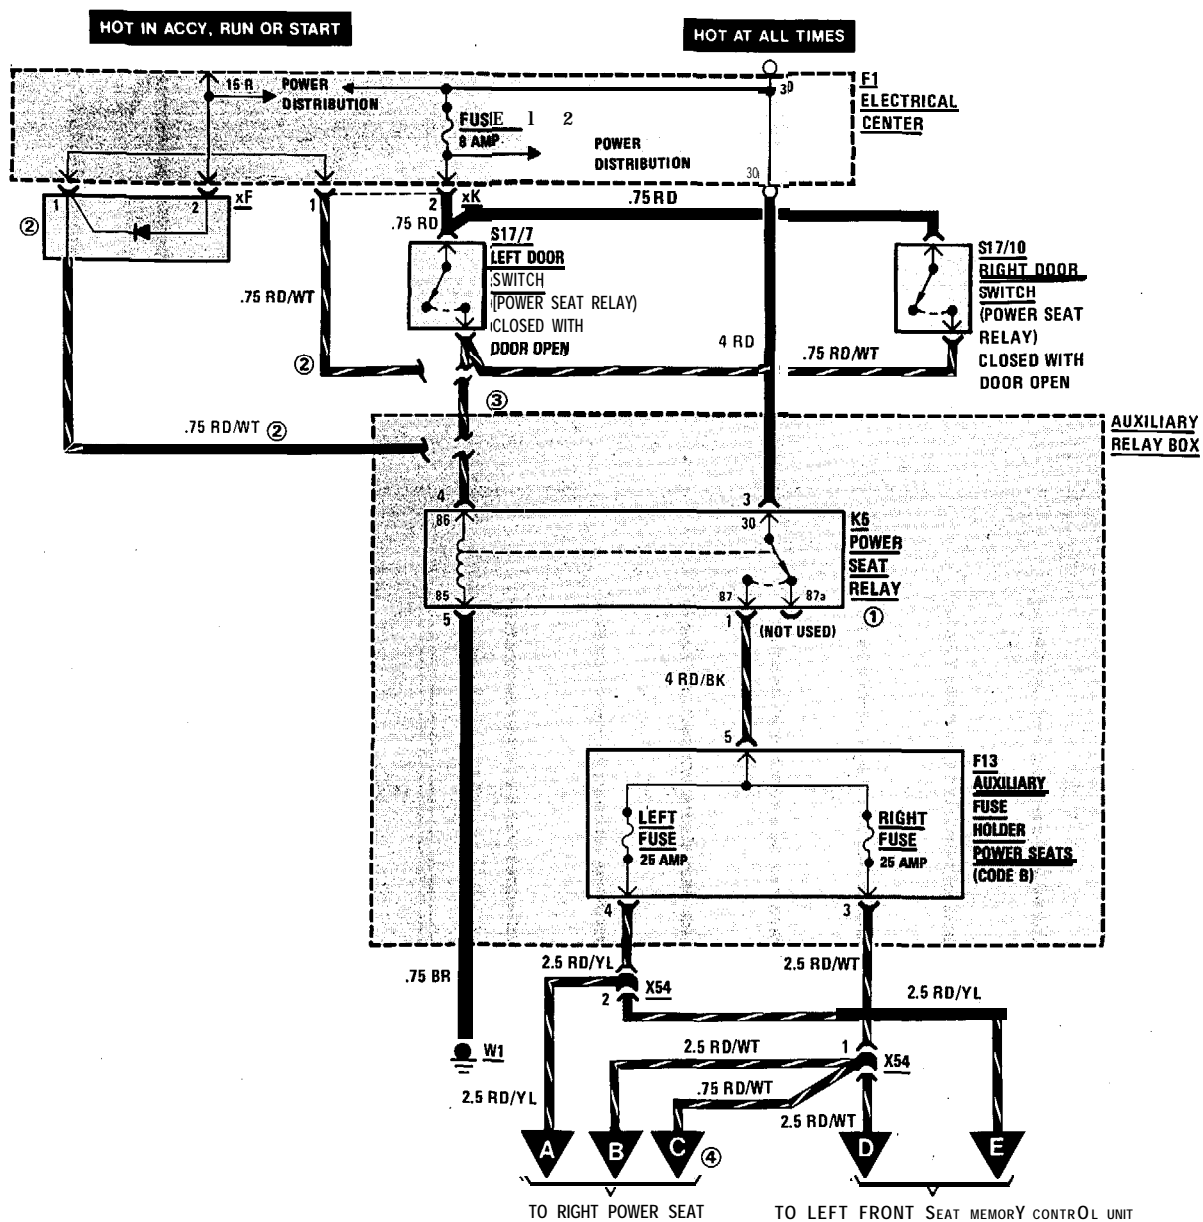 HOT IN ACCY, RUN OR START
HOT AT ALL TIMES
15 R
POWER
DISTRIBUTION
30
F1
ELECTRICAL
CENTER
FUSIE 1 2
8 AMP
POWER
DISTRIBUTION
30
1
2
xF
1
2
xK
.75 RD
.75 RD
②
S17/7
LEFT DOOR
SWITCH
(POWER SEAT RELAY)
CLOSED WITH
DOOR OPEN
S17/10
RIGHT DOOR
SWITCH
(POWER SEAT
RELAY)
CLOSED WITH
DOOR OPEN
.75 RD/WT
4 RD
.75 RD/WT
②
③
.75 RD/WT ②
AUXILIARY
RELAY BOX
4
3
86
30
K6
POWER
SEAT
RELAY
①
85
87
87a
5
1
(NOT USED)
4 RD/BK
5
F13
AUXILIARY
FUSE
HOLDER
POWER SEATS
(CODE B)
LEFT
FUSE
25 AMP
RIGHT
FUSE
25 AMP
4
3
.75 BR
2.5 RD/YL
2.5 RD/WT
2
X54
2.5 RD/YL
W1
2.5 RD/WT
1
X54
.75 RD/WT
2.5 RD/YL
2.5 RD/WT
A
B
C
④
D
E
TO RIGHT POWER SEAT
TO LEFT FRONT SEAT MEMORY CONTROL UNIT